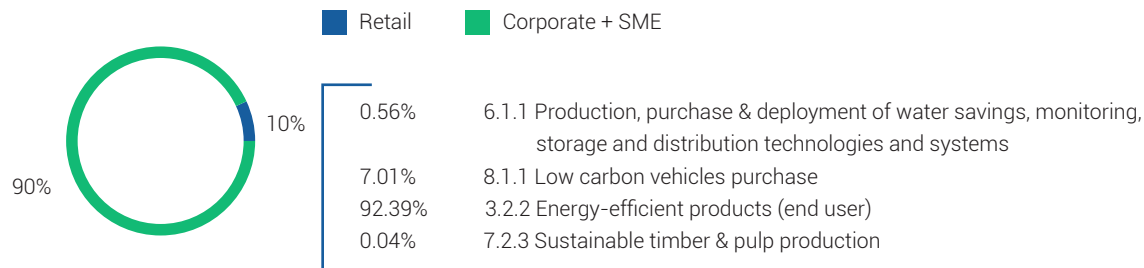 Retail Corporate + SME
10%
90%
0.56% 6.1.1 Production, purchase & deployment of water savings, monitoring,
storage and distribution technologies and systems
7.01% 8.1.1 Low carbon vehicles purchase
92.39% 3.2.2 Energy-efficient products (end user)
0.04% 7.2.3 Sustainable timber & pulp production